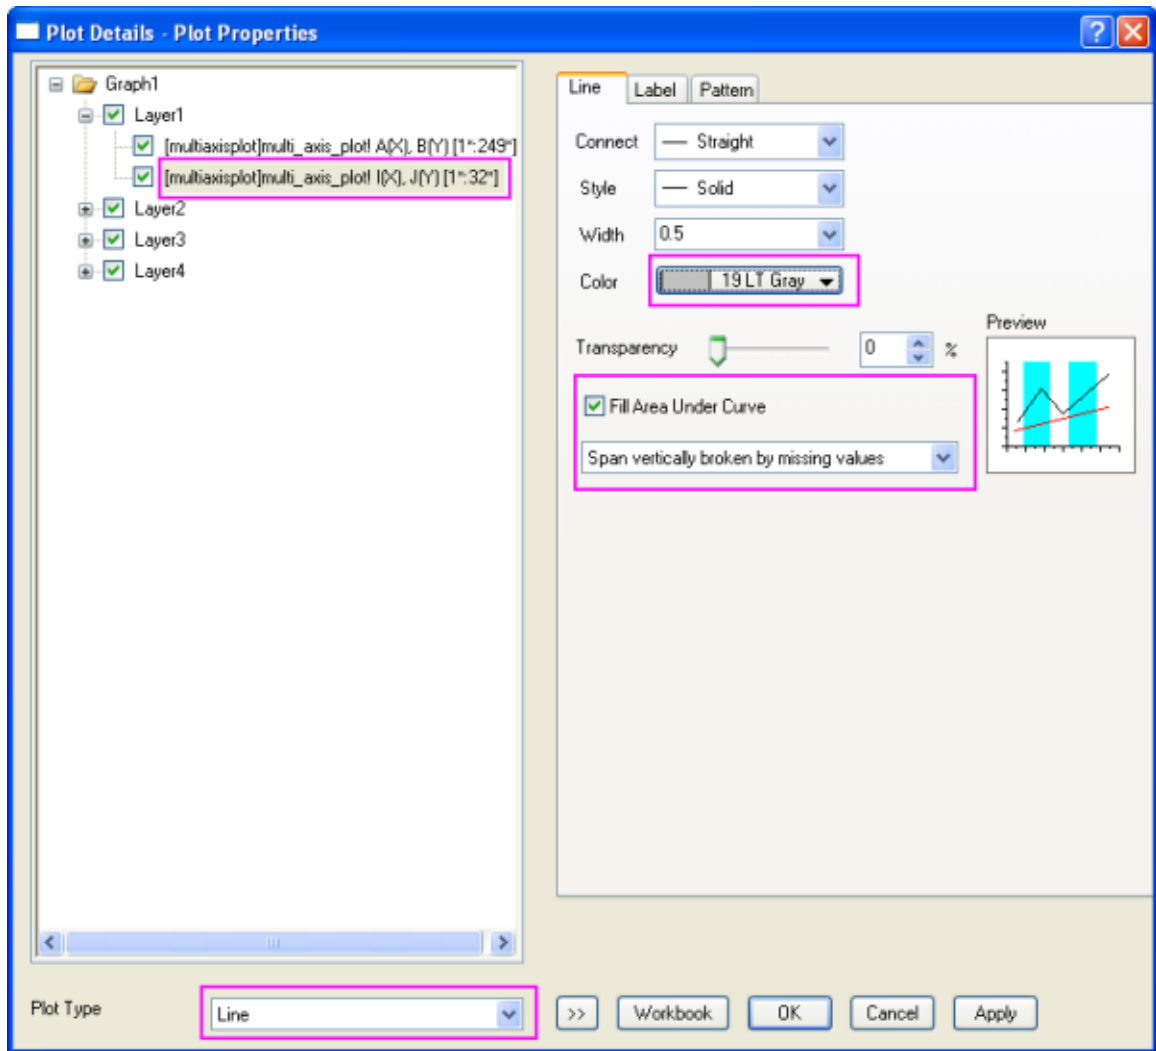 Plot Details - Plot Properties
Graph1
Layer1
[multiaxisplot]multi_axis_plot! A(X), B(Y) [1*:249*]
[multiaxisplot]multi_axis_plot! I(X), J(Y) [1*:32*]
Layer2
Layer3
Layer4
Line Label Pattern
Connect Straight
Style Solid
Width 0.5
Color 19 LT Gray
Transparency 0 %
Preview
Fill Area Under Curve
Span vertically broken by missing values
Plot Type Line >> Workbook OK Cancel Apply